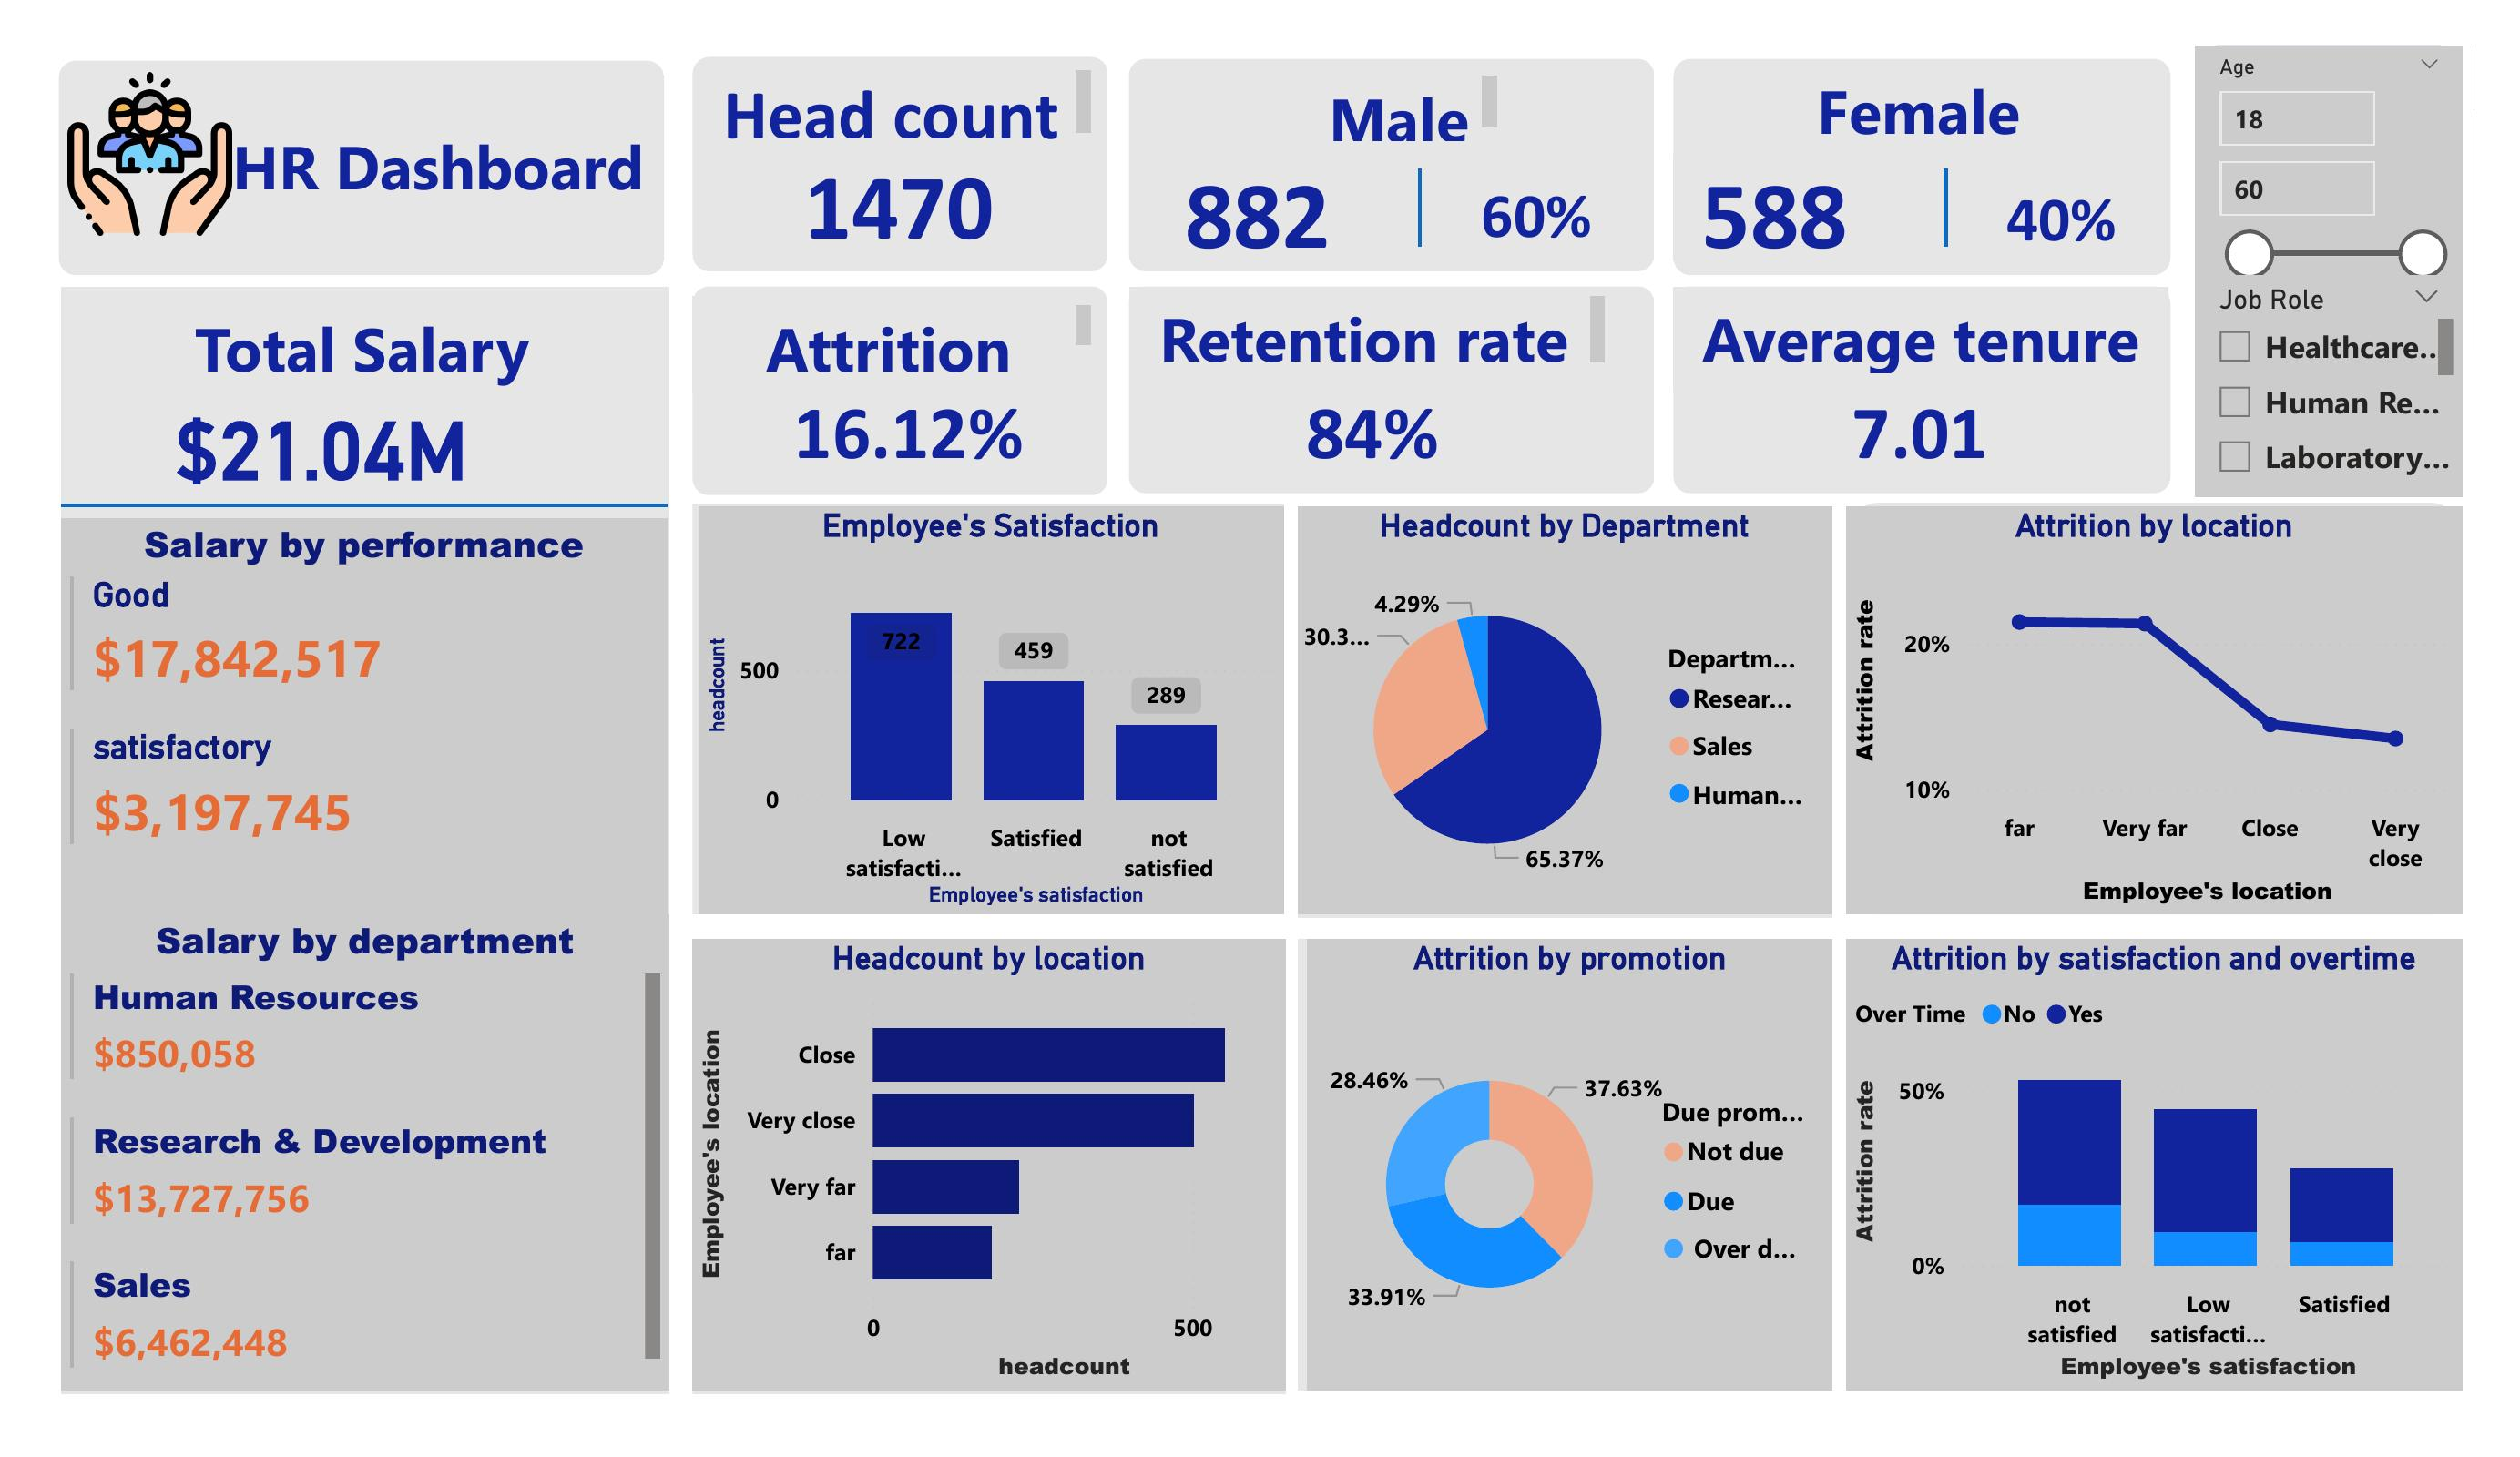 HR Dashboard
Head count
1470
Male
882
60%
Female
588
40%
Age
18
60
Job Role
Healthcare...
Human Re...
Laboratory...
Total Salary
$21.04M
Attrition
16.12%
Retention rate
84%
Average tenure
7.01
Salary by performance
Good
$17,842,517
satisfactory
$3,197,745
Salary by department
Human Resources
$850,058
Research & Development
$13,727,756
Sales
$6,462,448
Employee's Satisfaction
headcount
500
0
722
459
289
Low
satisfacti...
Satisfied
not
satisfied
Employee's satisfaction
Headcount by Department
4.29%
30.3...
65.37%
Departm...
Resear...
Sales
Human...
Attrition by location
Attrition rate
20%
10%
far
Very far
Close
Very
close
Employee's location
Headcount by location
Employee's location
Close
Very close
Very far
far
0
500
headcount
Attrition by promotion
28.46%
37.63%
33.91%
Due prom...
Not due
Due
Over d...
Attrition by satisfaction and overtime
Over Time
No
Yes
Attrition rate
50%
0%
not
satisfied
Low
satisfacti...
Satisfied
Employee's satisfaction